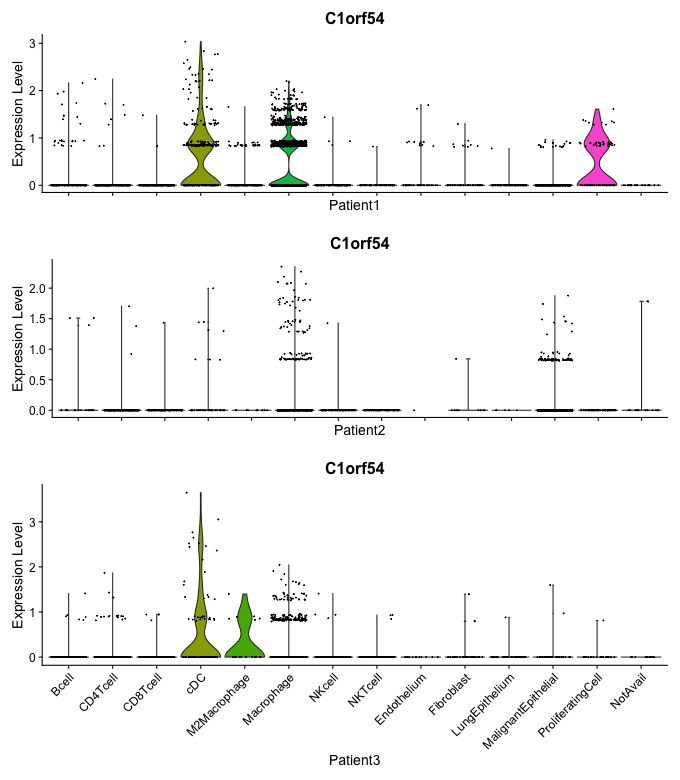 C1orf54
Expression Level
3
2
1
0
Patient1
C1orf54
Expression Level
2.0
1.5
1.0
0.5
0.0
Patient2
C1orf54
Expression Level
3
2
1
0
Bcell
CD4Tcell
CD8Tcell
cDC
M2Macrophage
Macrophage
NKcell
NKTcell
Endothelium
Fibroblast
LungEpithelium
MalignantEpithelial
ProliferatingCell
NotAvail
Patient3